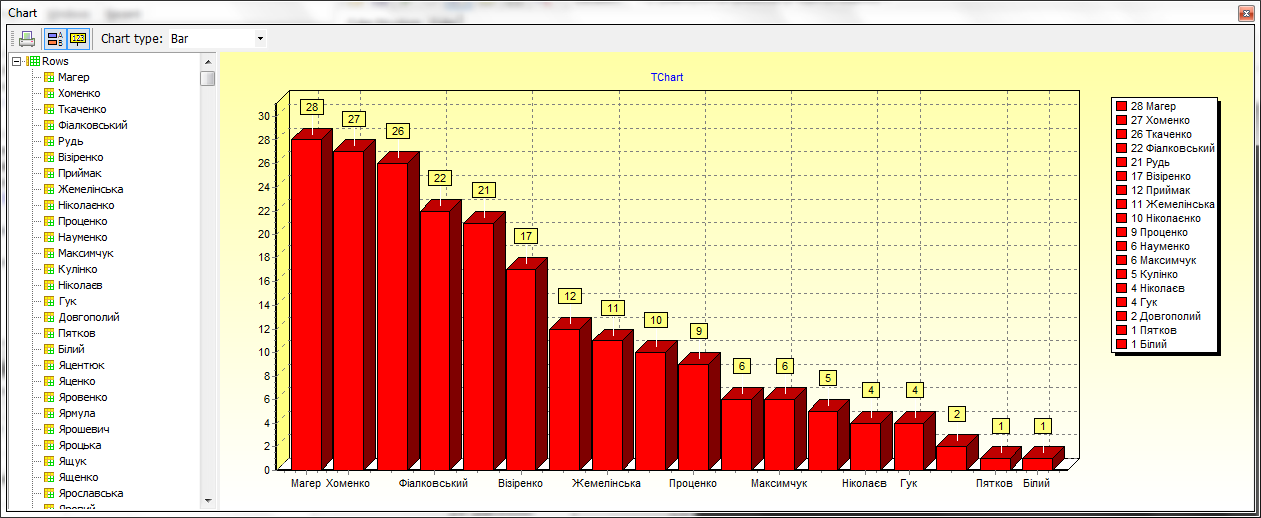 Chart
Chart type: Bar
Rows
Магер
Хоменко
Ткаченко
Фіалковський
Рудь
Візіренко
Приймак
Жемелінська
Ніколаєнко
Проценко
Науменко
Максимчук
Кулінко
Ніколаєв
Гук
Довгополий
Пятков
Білий
Яцентюк
Яценко
Яровенко
Ярмула
Ярошевич
Яроцька
Ящук
Ященко
Ярославська
TChart
30
28
26
24
22
20
18
16
14
12
10
8
6
4
2
0
28
27
26
22
21
17
12
11
10
9
6
6
5
4
4
2
1
1
Магер Хоменко Фіалковський Візіренко Жемелінська Проценко Максимчук Ніколаєв Гук Пятков Білий
28 Магер
27 Хоменко
26 Ткаченко
22 Фіалковський
21 Рудь
17 Візіренко
12 Приймак
11 Жемелінська
10 Ніколаєнко
9 Проценко
6 Науменко
6 Максимчук
5 Кулінко
4 Ніколаєв
4 Гук
2 Довгополий
1 Пятков
1 Білий